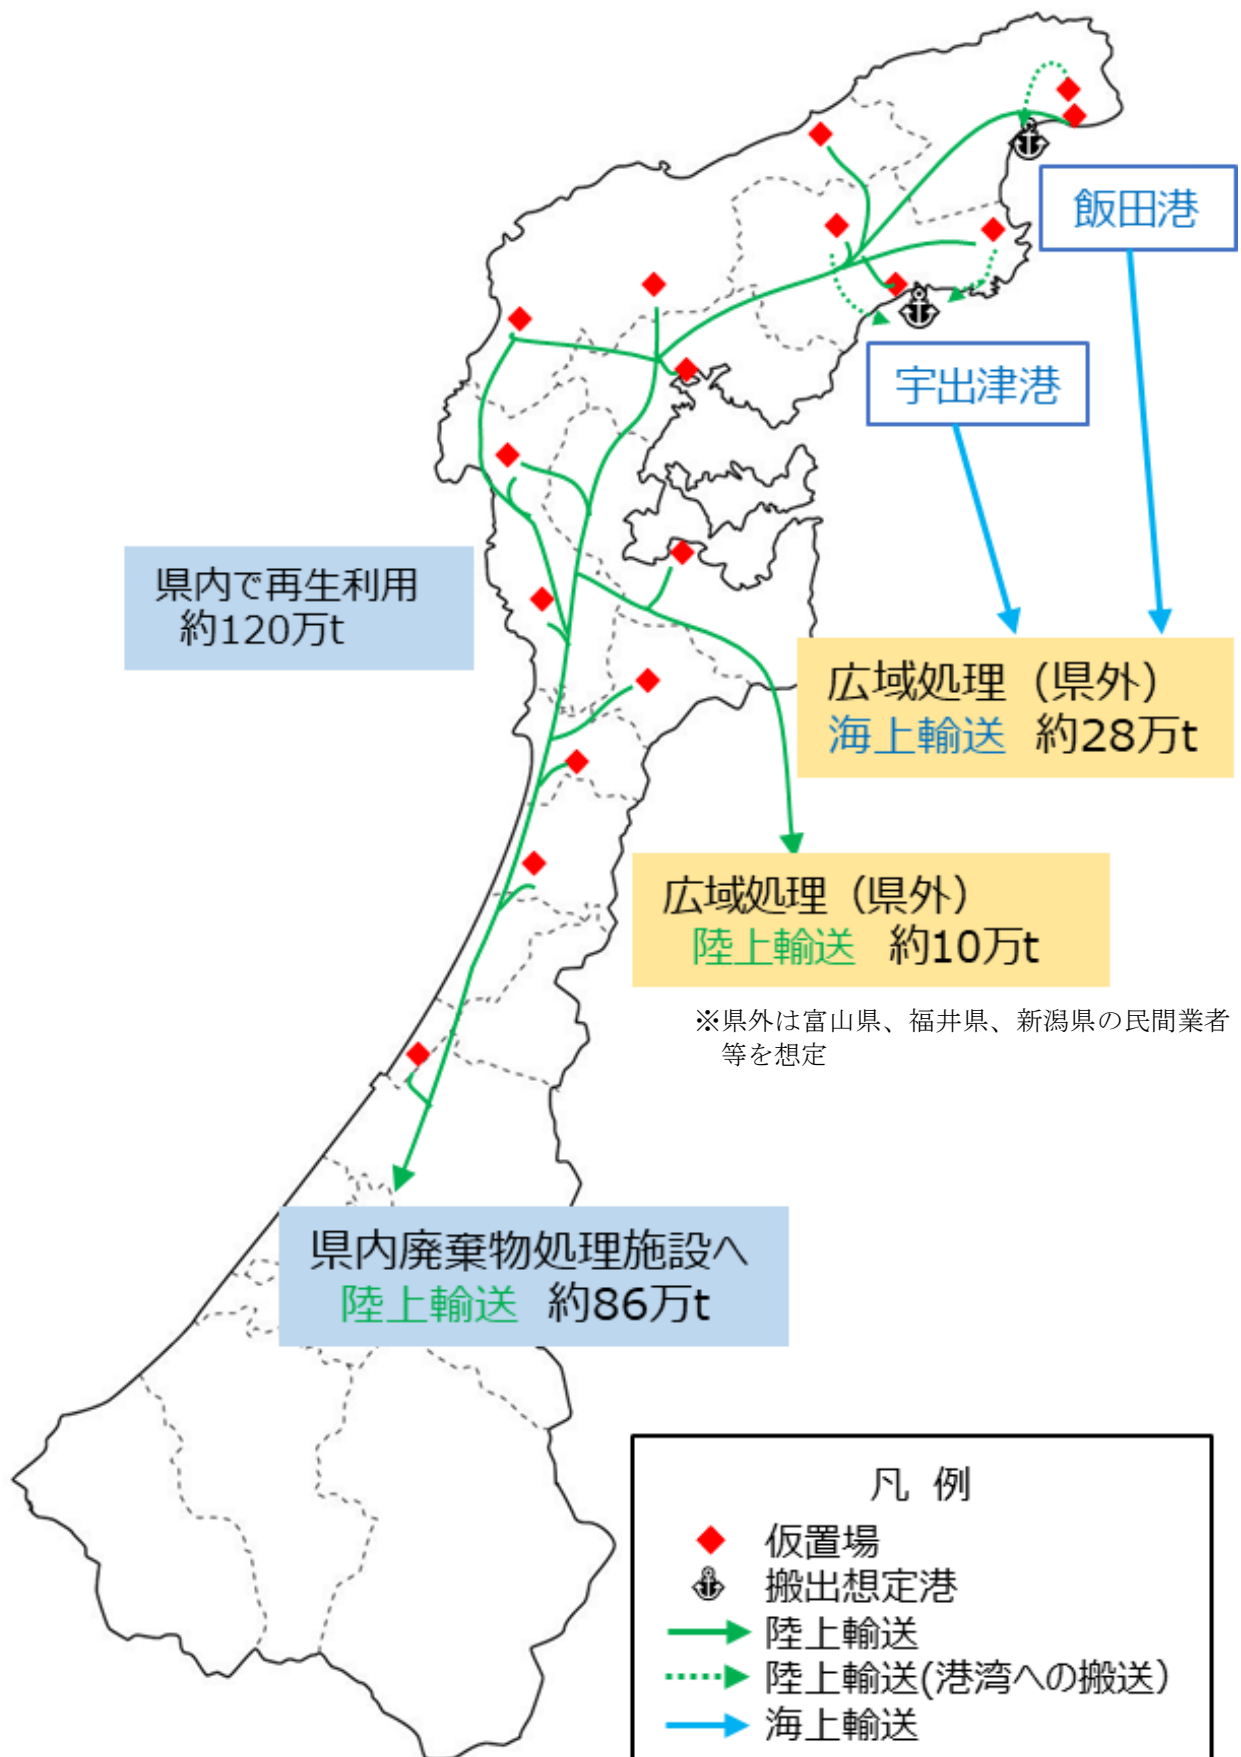 飯田港
宇出津港
県内で再生利用
約120万t
広域処理（県外）
海上輸送 約28万t
広域処理（県外）
陸上輸送 約10万t
※県外は富山県、福井県、新潟県の民間業者
等を想定
県内廃棄物処理施設へ
陸上輸送 約86万t
凡 例
仮置場
搬出想定港
陸上輸送
陸上輸送(港湾への搬送）
海上輸送